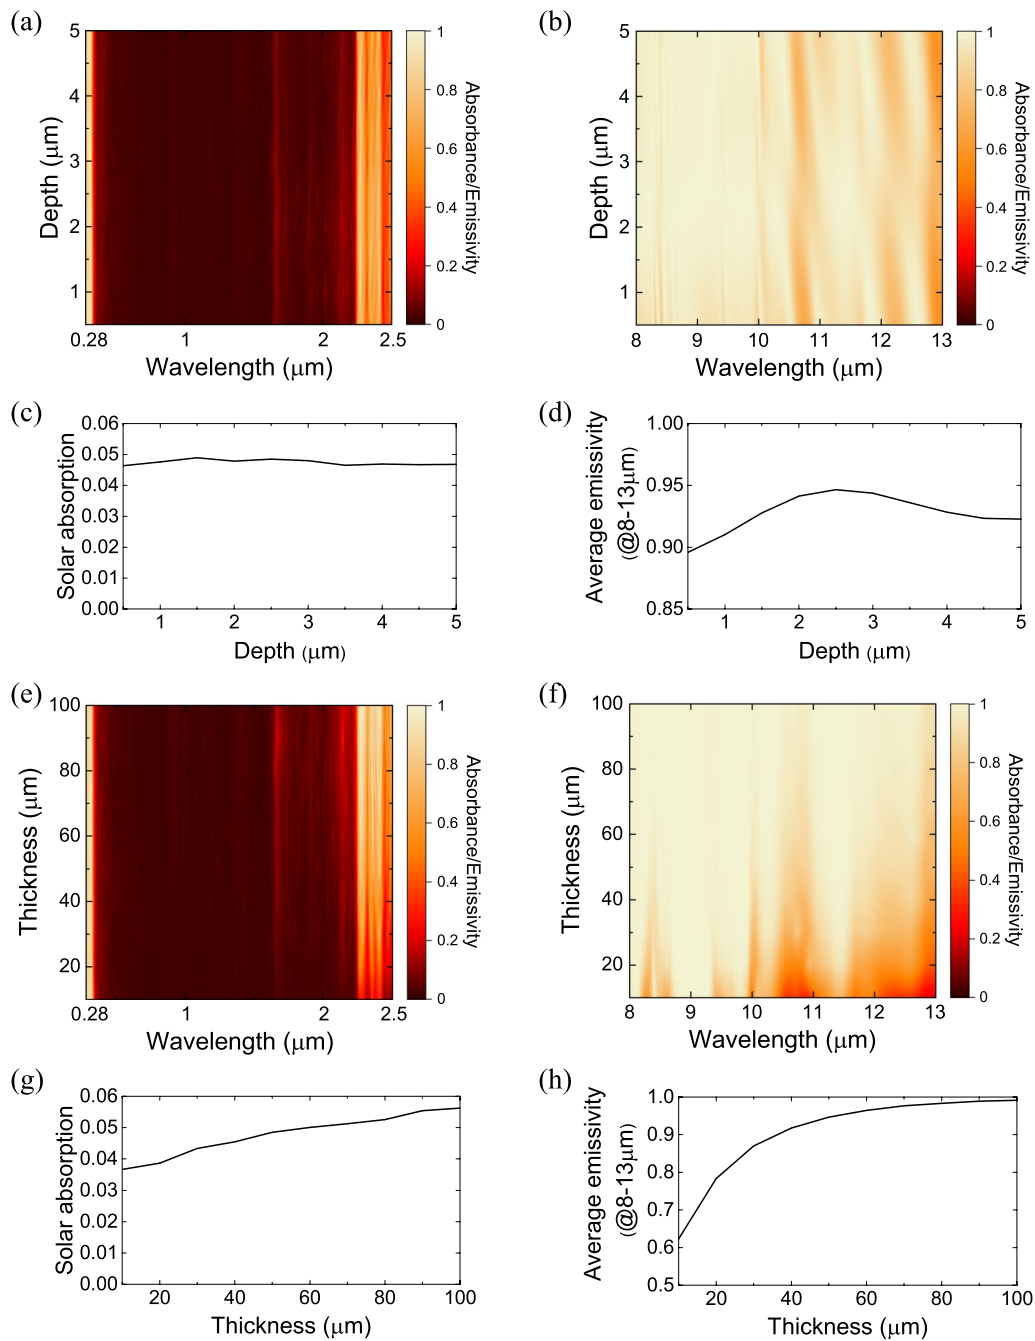 (a)
5
4
3
2
1
Depth (μm)
0.28 1 2 2.5
Wavelength (μm)
1
0.8
0.6
0.4
0.2
0
Absorbance/Emissivity
(b)
5
4
3
2
1
Depth (μm)
8 9 10 11 12 13
Wavelength (μm)
1
0.8
0.6
0.4
0.2
0
Absorbance/Emissivity
(c)
0.06
0.05
0.04
0.03
0.02
0.01
0.00
Solar absorption
1 2 3 4 5
Depth (μm)
(d)
1.00
0.95
0.90
0.85
Average emissivity
(@8-13μm)
1 2 3 4 5
Depth (μm)
(e)
100
80
60
40
20
Thickness (μm)
0.28 1 2 2.5
Wavelength (μm)
1
0.8
0.6
0.4
0.2
0
Absorbance/Emissivity
(f)
100
80
60
40
20
Thickness (μm)
8 9 10 11 12 13
Wavelength (μm)
1
0.8
0.6
0.4
0.2
0
Absorbance/Emissivity
(g)
0.06
0.05
0.04
0.03
0.02
0.01
0.00
Solar absorption
20 40 60 80 100
Thickness (μm)
(h)
1.0
0.9
0.8
0.7
0.6
0.5
Average emissivity
(@8-13μm)
20 40 60 80 100
Thickness (μm)